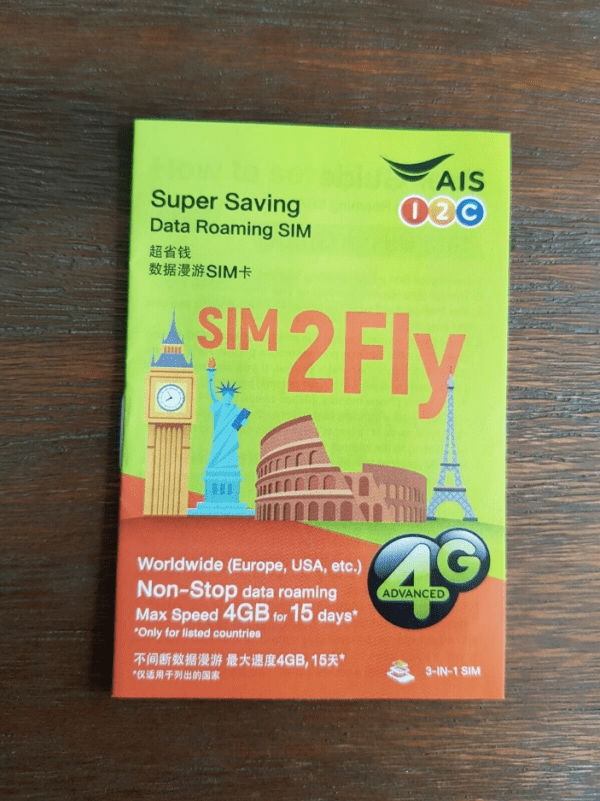 AIS
1 2 C
Super Saving
Data Roaming SIM
超省钱
数据漫游SIM卡
SIM 2Fly
Worldwide (Europe, USA, etc.)
Non-Stop data roaming
Max Speed 4GB for 15 days*
*Only for listed countries
4G
ADVANCED
不间断数据漫游 最大速度4GB, 15天*
*仅适用于列出的国家
3-IN-1 SIM